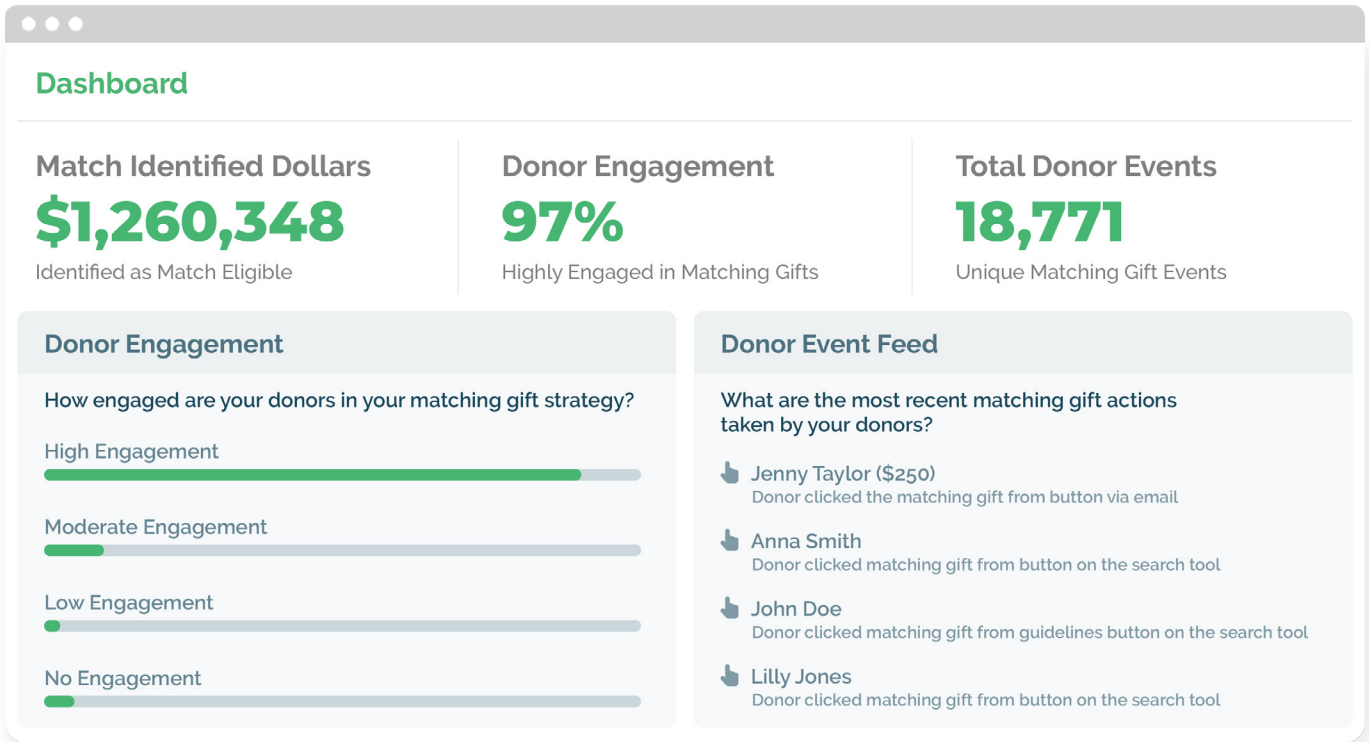 Dashboard
Match Identified Dollars
$1,260,348
Identified as Match Eligible
Donor Engagement
97%
Highly Engaged in Matching Gifts
Total Donor Events
18,771
Unique Matching Gift Events
Donor Engagement
How engaged are your donors in your matching gift strategy?
High Engagement
Moderate Engagement
Low Engagement
No Engagement
Donor Event Feed
What are the most recent matching gift actions
taken by your donors?
Jenny Taylor ($250)
Donor clicked the matching gift from button via email
Anna Smith
Donor clicked matching gift from button on the search tool
John Doe
Donor clicked matching gift from guidelines button on the search tool
Lilly Jones
Donor clicked matching gift from button on the search tool